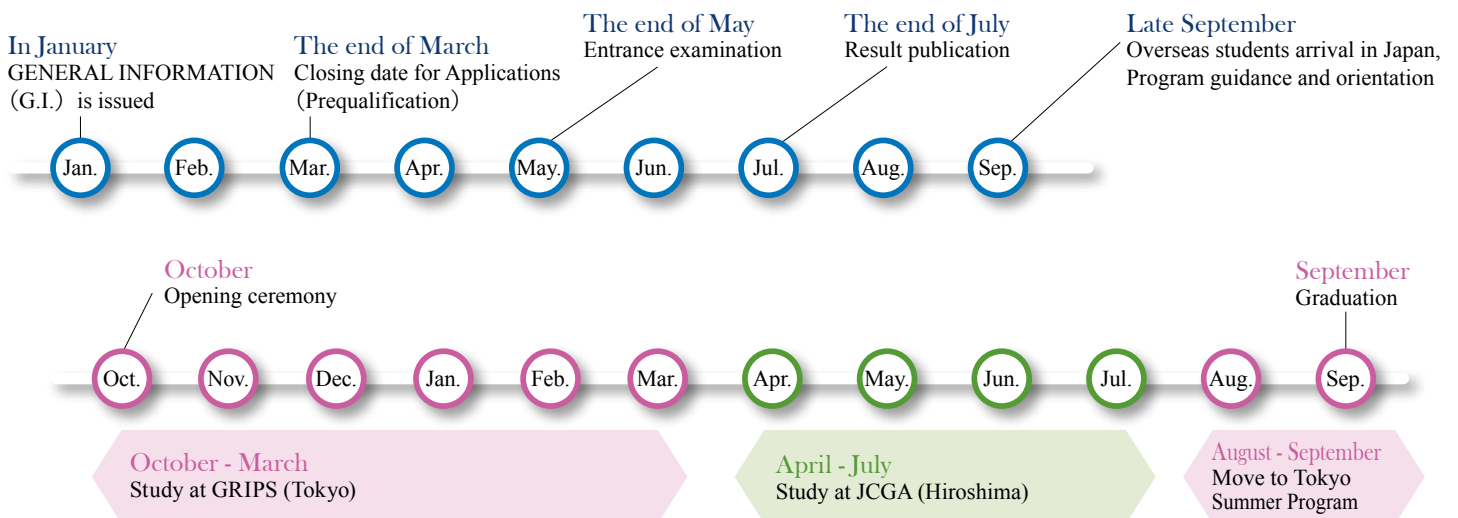 In January
GENERAL INFORMATION
（G.I.） is issued
The end of March
Closing date for Applications
（Prequalification）
The end of May
Entrance examination
The end of July
Result publication
Late September
Overseas students arrival in Japan,
Program guidance and orientation
Jan. Feb. Mar. Apr. May. Jun. Jul. Aug. Sep.
October
Opening ceremony
September
Graduation
Oct. Nov. Dec. Jan. Feb. Mar. Apr. May. Jun. Jul. Aug. Sep.
October - March
Study at GRIPS (Tokyo)
April - July
Study at JCGA (Hiroshima)
August - September
Move to Tokyo
Summer Program